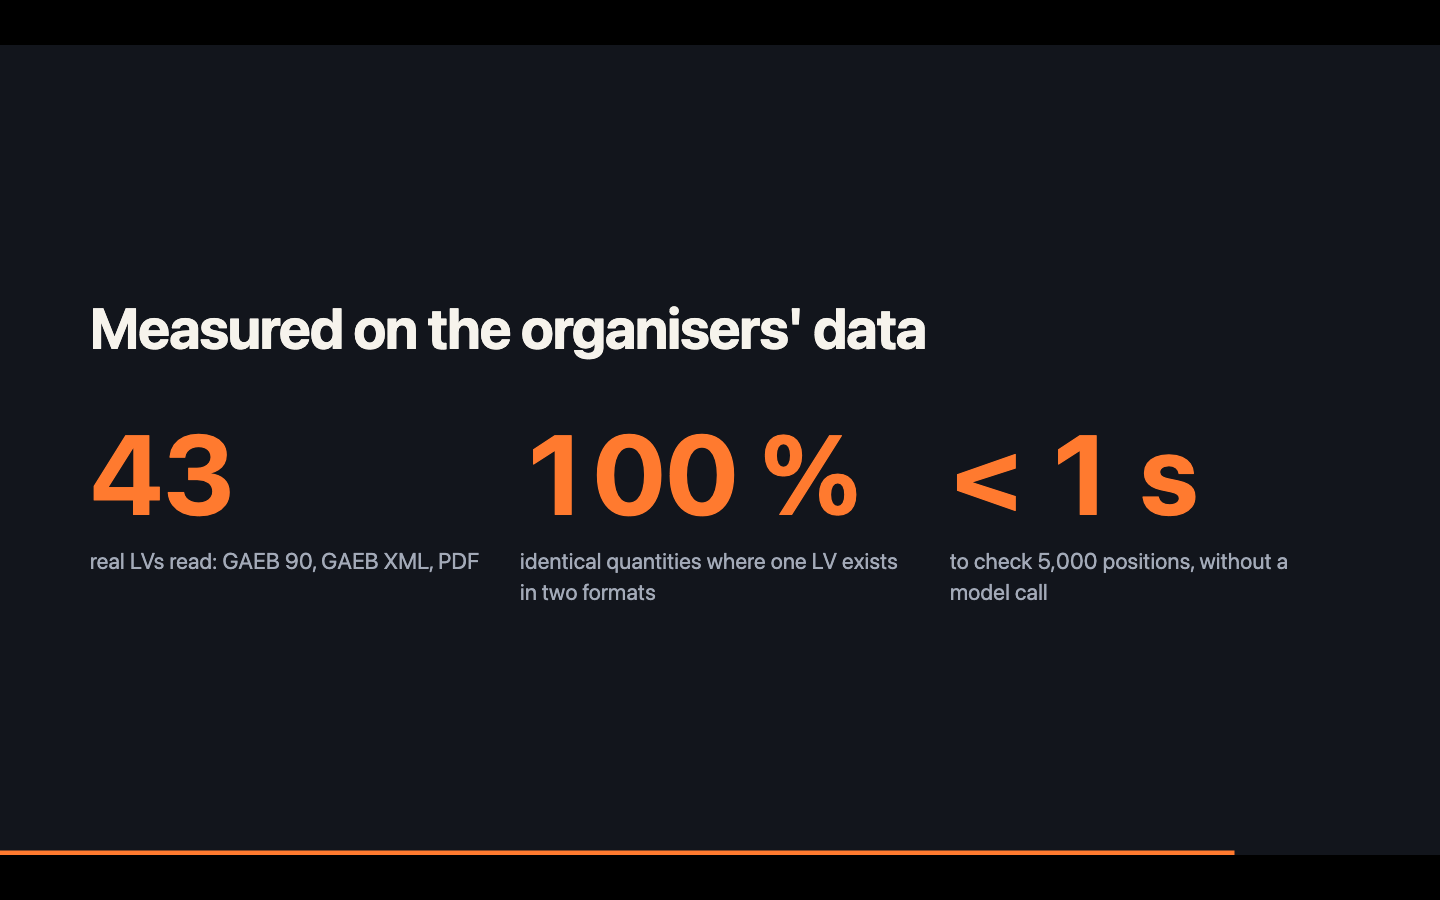 Measured on the organisers' data
43
real LVs read: GAEB 90, GAEB XML, PDF
100 %
identical quantities where one LV exists
in two formats
< 1 s
to check 5,000 positions, without a
model call